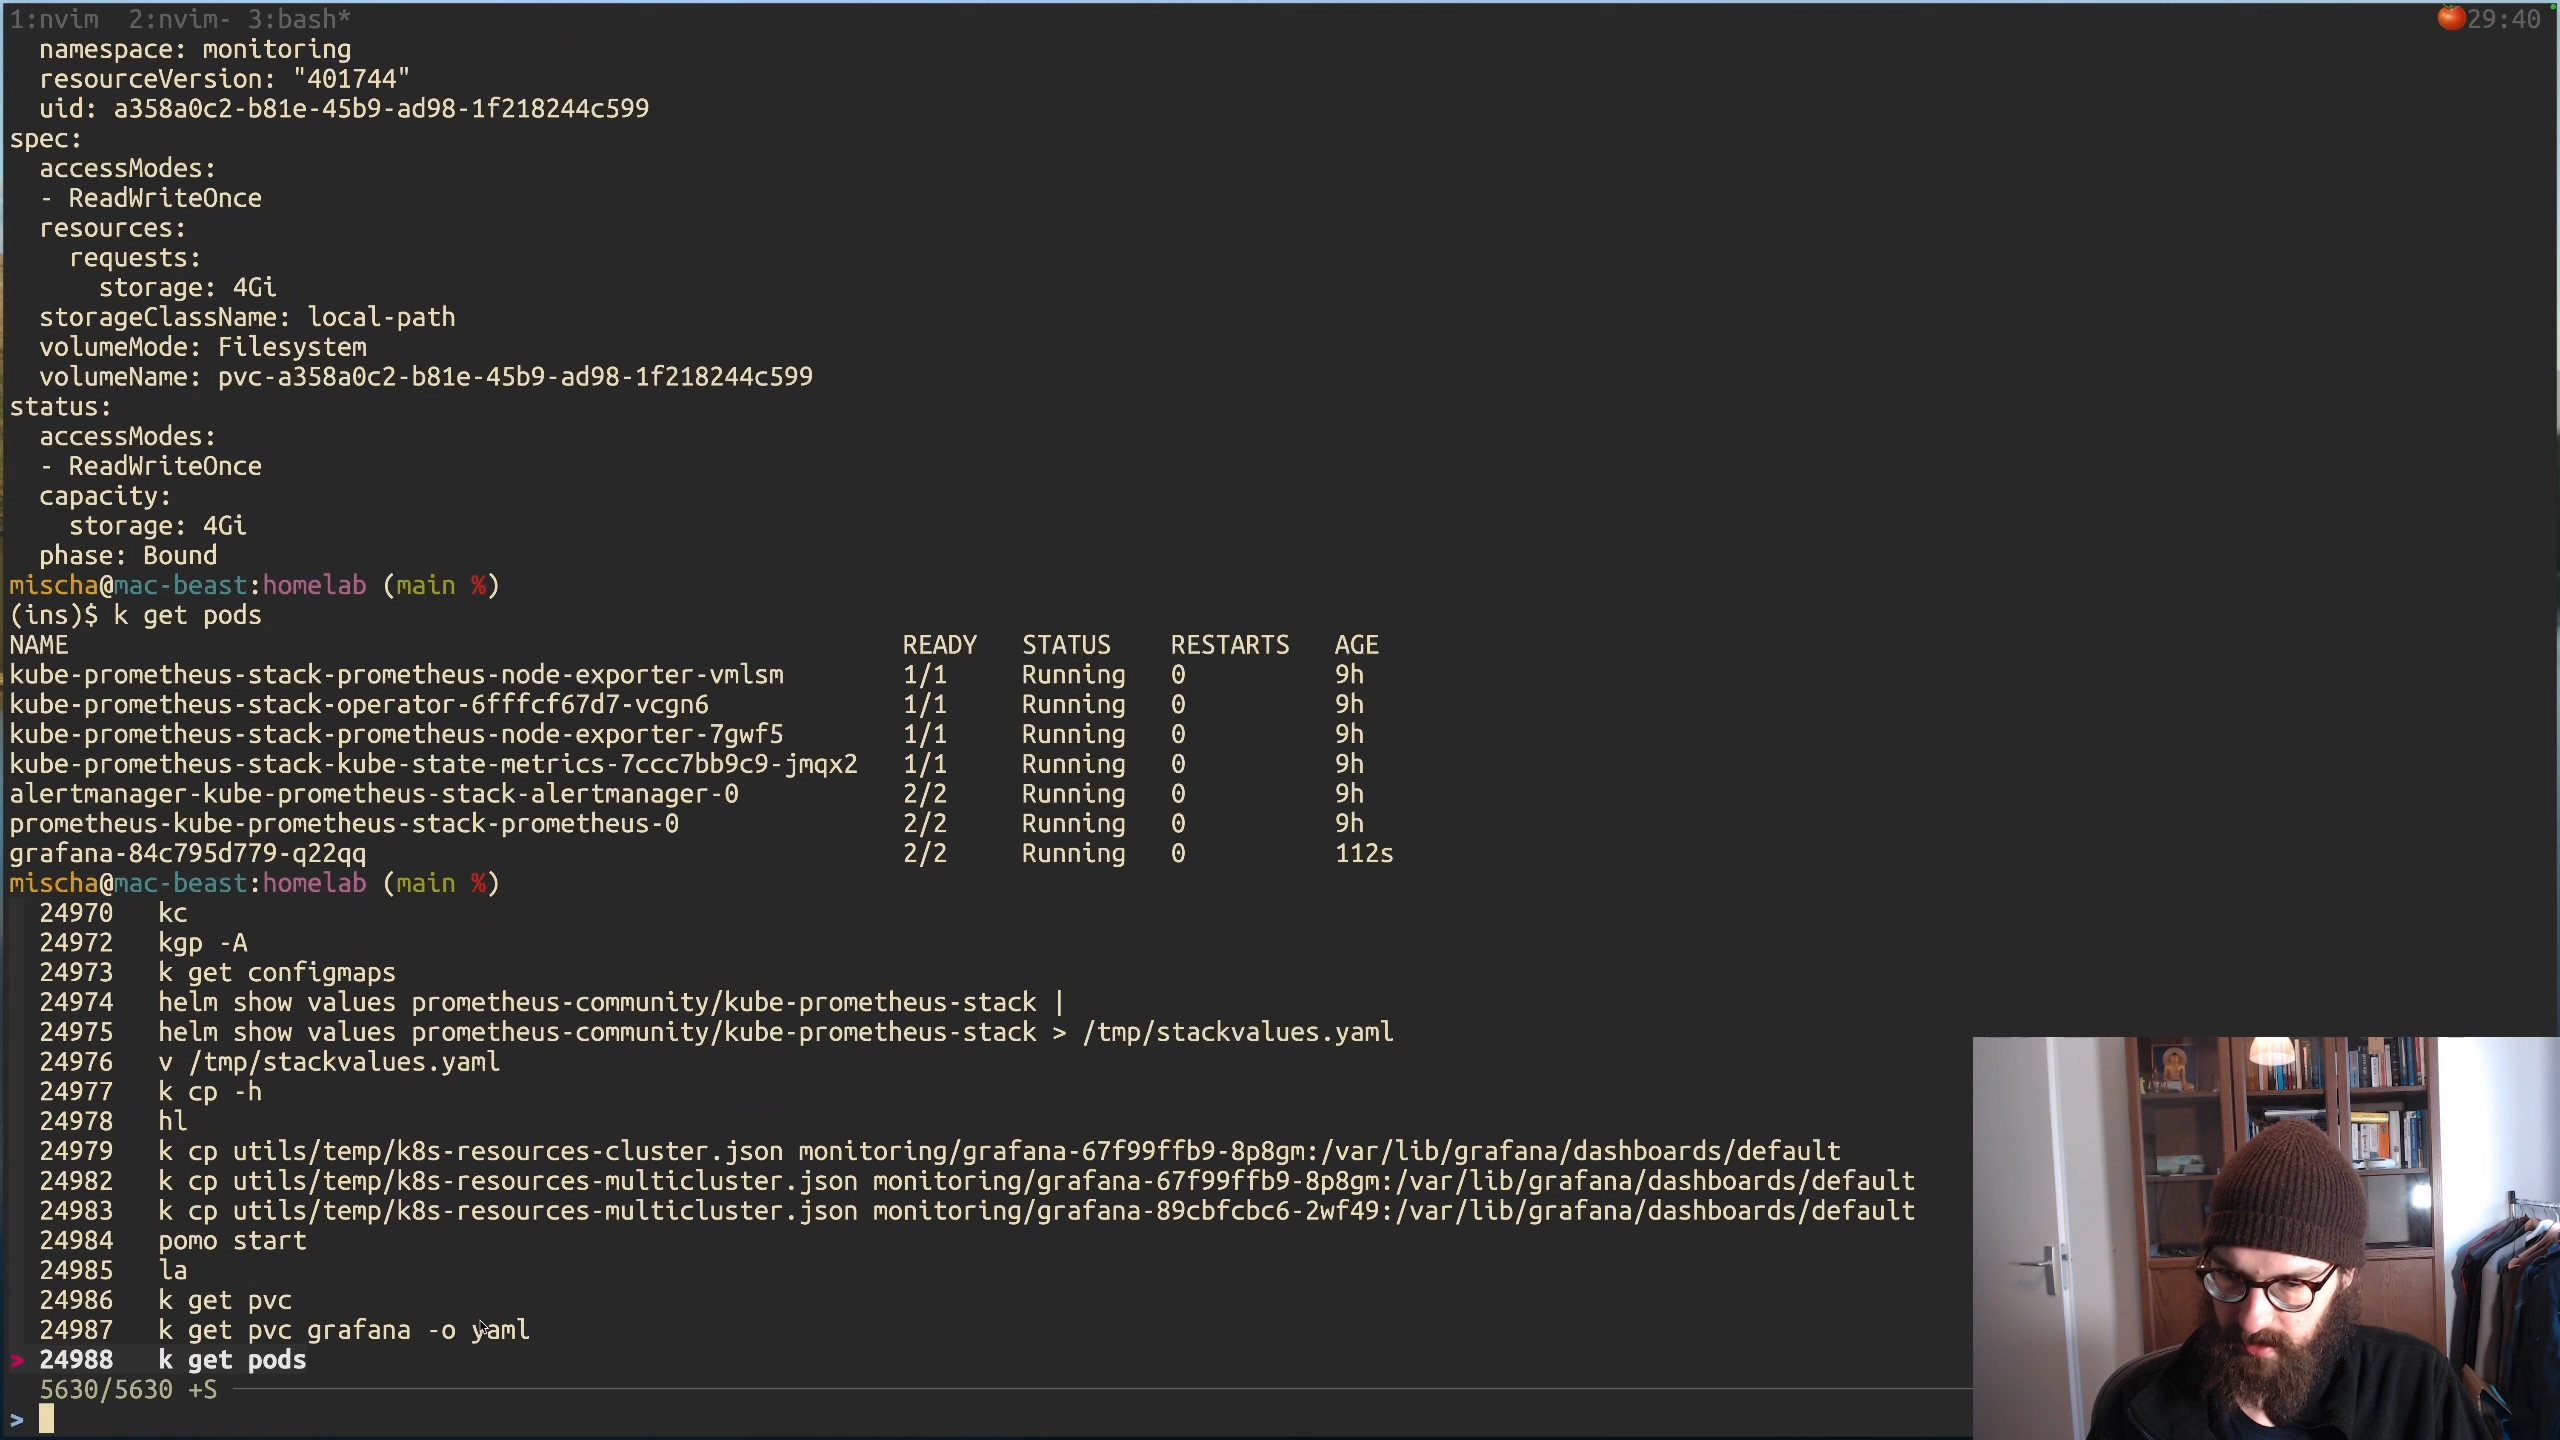 1:nvim  2:nvim- 3:bash*
29:40
namespace: monitoring
resourceVersion: "401744"
uid: a358a0c2-b81e-45b9-ad98-1f218244c599
spec:
accessModes:
- ReadWriteOnce
resources:
requests:
storage: 4Gi
storageClassName: local-path
volumeMode: Filesystem
volumeName: pvc-a358a0c2-b81e-45b9-ad98-1f218244c599
status:
accessModes:
- ReadWriteOnce
capacity:
storage: 4Gi
phase: Bound
mischa@mac-beast:homelab (main %)
(ins)$ k get pods
NAME READY STATUS RESTARTS AGE
kube-prometheus-stack-prometheus-node-exporter-vmlsm 1/1 Running 0 9h
kube-prometheus-stack-operator-6fffcf67d7-vcgn6 1/1 Running 0 9h
kube-prometheus-stack-prometheus-node-exporter-7gwf5 1/1 Running 0 9h
kube-prometheus-stack-kube-state-metrics-7ccc7bb9c9-jmqx2 1/1 Running 0 9h
alertmanager-kube-prometheus-stack-alertmanager-0 2/2 Running 0 9h
prometheus-kube-prometheus-stack-prometheus-0 2/2 Running 0 9h
grafana-84c795d779-q22qq 2/2 Running 0 112s
mischa@mac-beast:homelab (main %)
24970 kc
24972 kgp -A
24973 k get configmaps
24974 helm show values prometheus-community/kube-prometheus-stack |
24975 helm show values prometheus-community/kube-prometheus-stack > /tmp/stackvalues.yaml
24976 v /tmp/stackvalues.yaml
24977 k cp -h
24978 hl
24979 k cp utils/temp/k8s-resources-cluster.json monitoring/grafana-67f99ffb9-8p8gm:/var/lib/grafana/dashboards/default
24982 k cp utils/temp/k8s-resources-multicluster.json monitoring/grafana-67f99ffb9-8p8gm:/var/lib/grafana/dashboards/default
24983 k cp utils/temp/k8s-resources-multicluster.json monitoring/grafana-89cbfcbc6-2wf49:/var/lib/grafana/dashboards/default
24984 pomo start
24985 la
24986 k get pvc
24987 k get pvc grafana -o yaml
> 24988 k get pods
5630/5630 +S
>